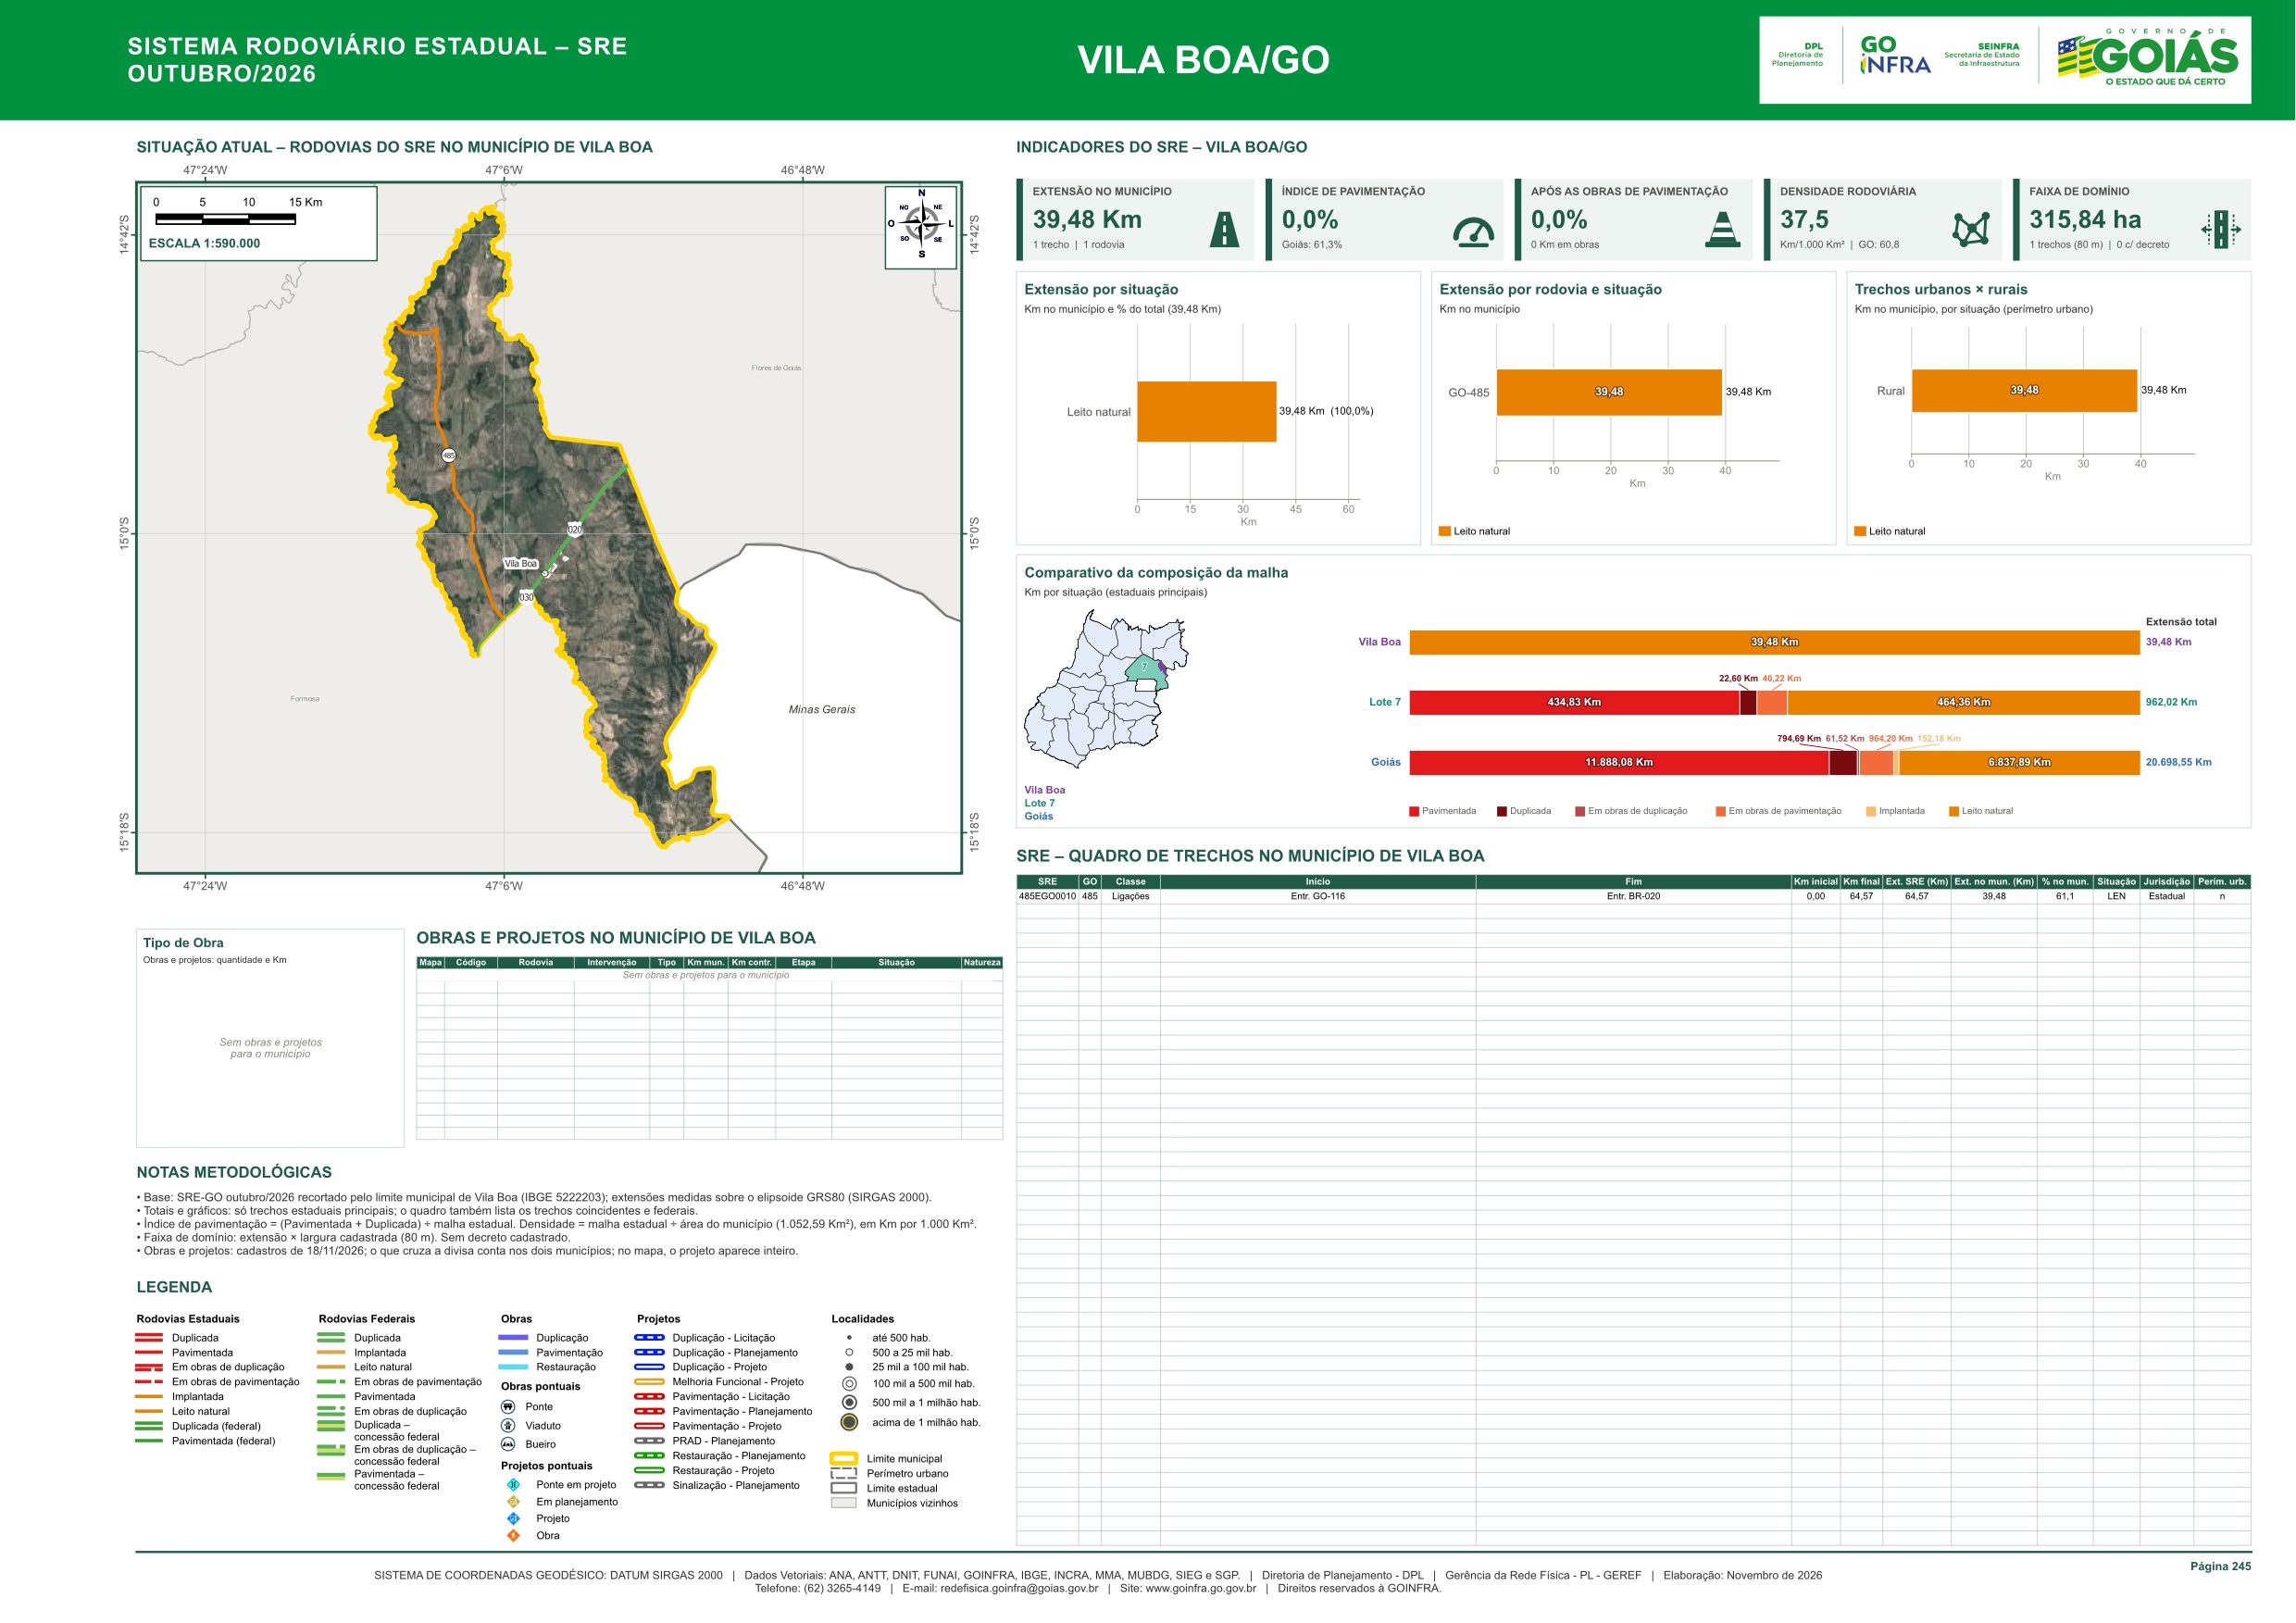 SISTEMA RODOVIÁRIO ESTADUAL – SRE
OUTUBRO/2026
VILA BOA/GO
DPL
Diretoria de
Planejamento
GO
iNFRA
SEINFRA
Secretaria de Estado
da Infraestrutura
GOVERNO DE
GOIÁS
O ESTADO QUE DÁ CERTO
SITUAÇÃO ATUAL – RODOVIAS DO SRE NO MUNICÍPIO DE VILA BOA
47°24'W 47°6'W 46°48'W
0 5 10 15 Km
ESCALA 1:590.000
N
NO NE
O L
SO SE
S
14°42'S 14°42'S
Flores de Goiás
485
020
15°0'S 15°0'S
Vila Boa
030
Formosa
Minas Gerais
15°18'S 15°18'S
47°24'W 47°6'W 46°48'W
INDICADORES DO SRE – VILA BOA/GO
EXTENSÃO NO MUNICÍPIO
39,48 Km
1 trecho | 1 rodovia
ÍNDICE DE PAVIMENTAÇÃO
0,0%
Goiás: 61,3%
APÓS AS OBRAS DE PAVIMENTAÇÃO
0,0%
0 Km em obras
DENSIDADE RODOVIÁRIA
37,5
Km/1.000 Km² | GO: 60,8
FAIXA DE DOMÍNIO
315,84 ha
1 trechos (80 m) | 0 c/ decreto
Extensão por situação
Km no município e % do total (39,48 Km)
Leito natural
39,48 Km (100,0%)
0 15 30 45 60
Km
Extensão por rodovia e situação
Km no município
GO-485
39,48
39,48 Km
0 10 20 30 40
Km
Leito natural
Trechos urbanos × rurais
Km no município, por situação (perímetro urbano)
Rural
39,48
39,48 Km
0 10 20 30 40
Km
Leito natural
Comparativo da composição da malha
Km por situação (estaduais principais)
7
Vila Boa
Lote 7
Goiás
Extensão total
Vila Boa 39,48 Km 39,48 Km
22,60 Km 40,22 Km
Lote 7 434,83 Km 464,36 Km 962,02 Km
794,69 Km 61,52 Km 964,20 Km 152,18 Km
Goiás 11.888,08 Km 6.837,89 Km 20.698,55 Km
Pavimentada Duplicada Em obras de duplicação Em obras de pavimentação Implantada Leito natural
SRE – QUADRO DE TRECHOS NO MUNICÍPIO DE VILA BOA
SRE GO Classe Início Fim Km inicial Km final Ext. SRE (Km) Ext. no mun. (Km) % no mun. Situação Jurisdição Perím. urb.
485EGO0010 485 Ligações Entr. GO-116 Entr. BR-020 0,00 64,57 64,57 39,48 61,1 LEN Estadual n
Tipo de Obra
Obras e projetos: quantidade e Km
Sem obras e projetos
para o município
OBRAS E PROJETOS NO MUNICÍPIO DE VILA BOA
Mapa Código Rodovia Intervenção Tipo Km mun. Km contr. Etapa Situação Natureza
Sem obras e projetos para o município
NOTAS METODOLÓGICAS
• Base: SRE-GO outubro/2026 recortado pelo limite municipal de Vila Boa (IBGE 5222203); extensões medidas sobre o elipsoide GRS80 (SIRGAS 2000).
• Totais e gráficos: só trechos estaduais principais; o quadro também lista os trechos coincidentes e federais.
• Índice de pavimentação = (Pavimentada + Duplicada) ÷ malha estadual. Densidade = malha estadual ÷ área do município (1.052,59 Km²), em Km por 1.000 Km².
• Faixa de domínio: extensão × largura cadastrada (80 m). Sem decreto cadastrado.
• Obras e projetos: cadastros de 18/11/2026; o que cruza a divisa conta nos dois municípios; no mapa, o projeto aparece inteiro.
LEGENDA
Rodovias Estaduais
Duplicada
Pavimentada
Em obras de duplicação
Em obras de pavimentação
Implantada
Leito natural
Duplicada (federal)
Pavimentada (federal)
Rodovias Federais
Duplicada
Implantada
Leito natural
Em obras de pavimentação
Pavimentada
Em obras de duplicação
Duplicada –
concessão federal
Em obras de duplicação –
concessão federal
Pavimentada –
concessão federal
Obras
Duplicação
Pavimentação
Restauração
Obras pontuais
Ponte
Viaduto
Bueiro
Projetos pontuais
Ponte em projeto
Em planejamento
Projeto
Obra
Projetos
Duplicação - Licitação
Duplicação - Planejamento
Duplicação - Projeto
Melhoria Funcional - Projeto
Pavimentação - Licitação
Pavimentação - Planejamento
Pavimentação - Projeto
PRAD - Planejamento
Restauração - Planejamento
Restauração - Projeto
Sinalização - Planejamento
Localidades
até 500 hab.
500 a 25 mil hab.
25 mil a 100 mil hab.
100 mil a 500 mil hab.
500 mil a 1 milhão hab.
acima de 1 milhão hab.
Limite municipal
Perímetro urbano
Limite estadual
Municípios vizinhos
Página 245
SISTEMA DE COORDENADAS GEODÉSICO: DATUM SIRGAS 2000 | Dados Vetoriais: ANA, ANTT, DNIT, FUNAI, GOINFRA, IBGE, INCRA, MMA, MUBDG, SIEG e SGP. | Diretoria de Planejamento - DPL | Gerência da Rede Física - PL - GEREF | Elaboração: Novembro de 2026
Telefone: (62) 3265-4149 | E-mail: redefisica.goinfra@goias.gov.br | Site: www.goinfra.go.gov.br | Direitos reservados à GOINFRA.